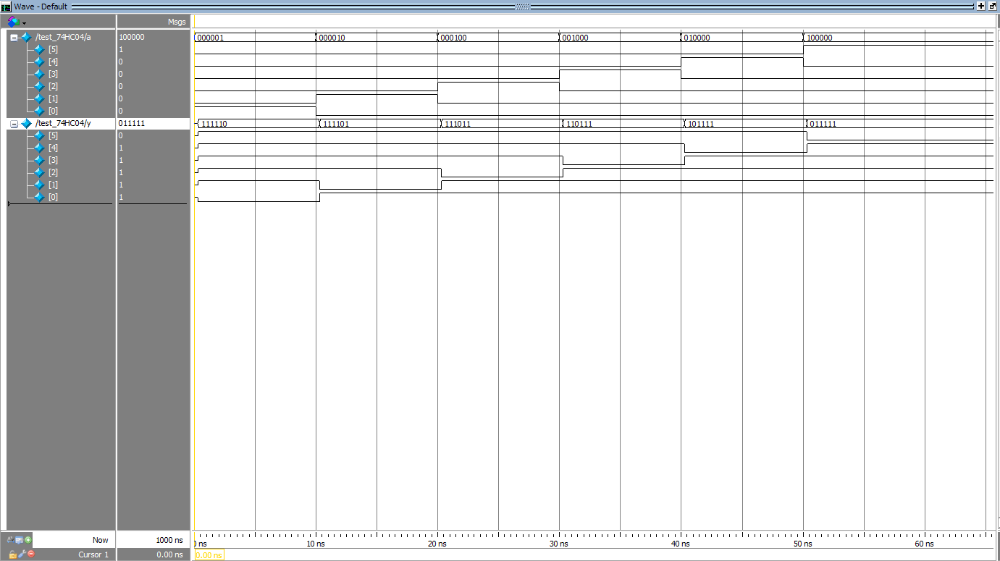 Wave - Default
Msgs
/test_74HC04/a 100000 000001 000010 000100 001000 010000 100000
[5] 1
[4] 0
[3] 0
[2] 0
[1] 0
[0] 0
/test_74HC04/y 011111 111110 111101 111011 110111 101111 011111
[5] 0
[4] 1
[3] 1
[2] 1
[1] 1
[0] 1
Now 1000 ns 0 ns 10 ns 20 ns 30 ns 40 ns 50 ns 60 ns
Cursor 1 0.00 ns 0.00 ns